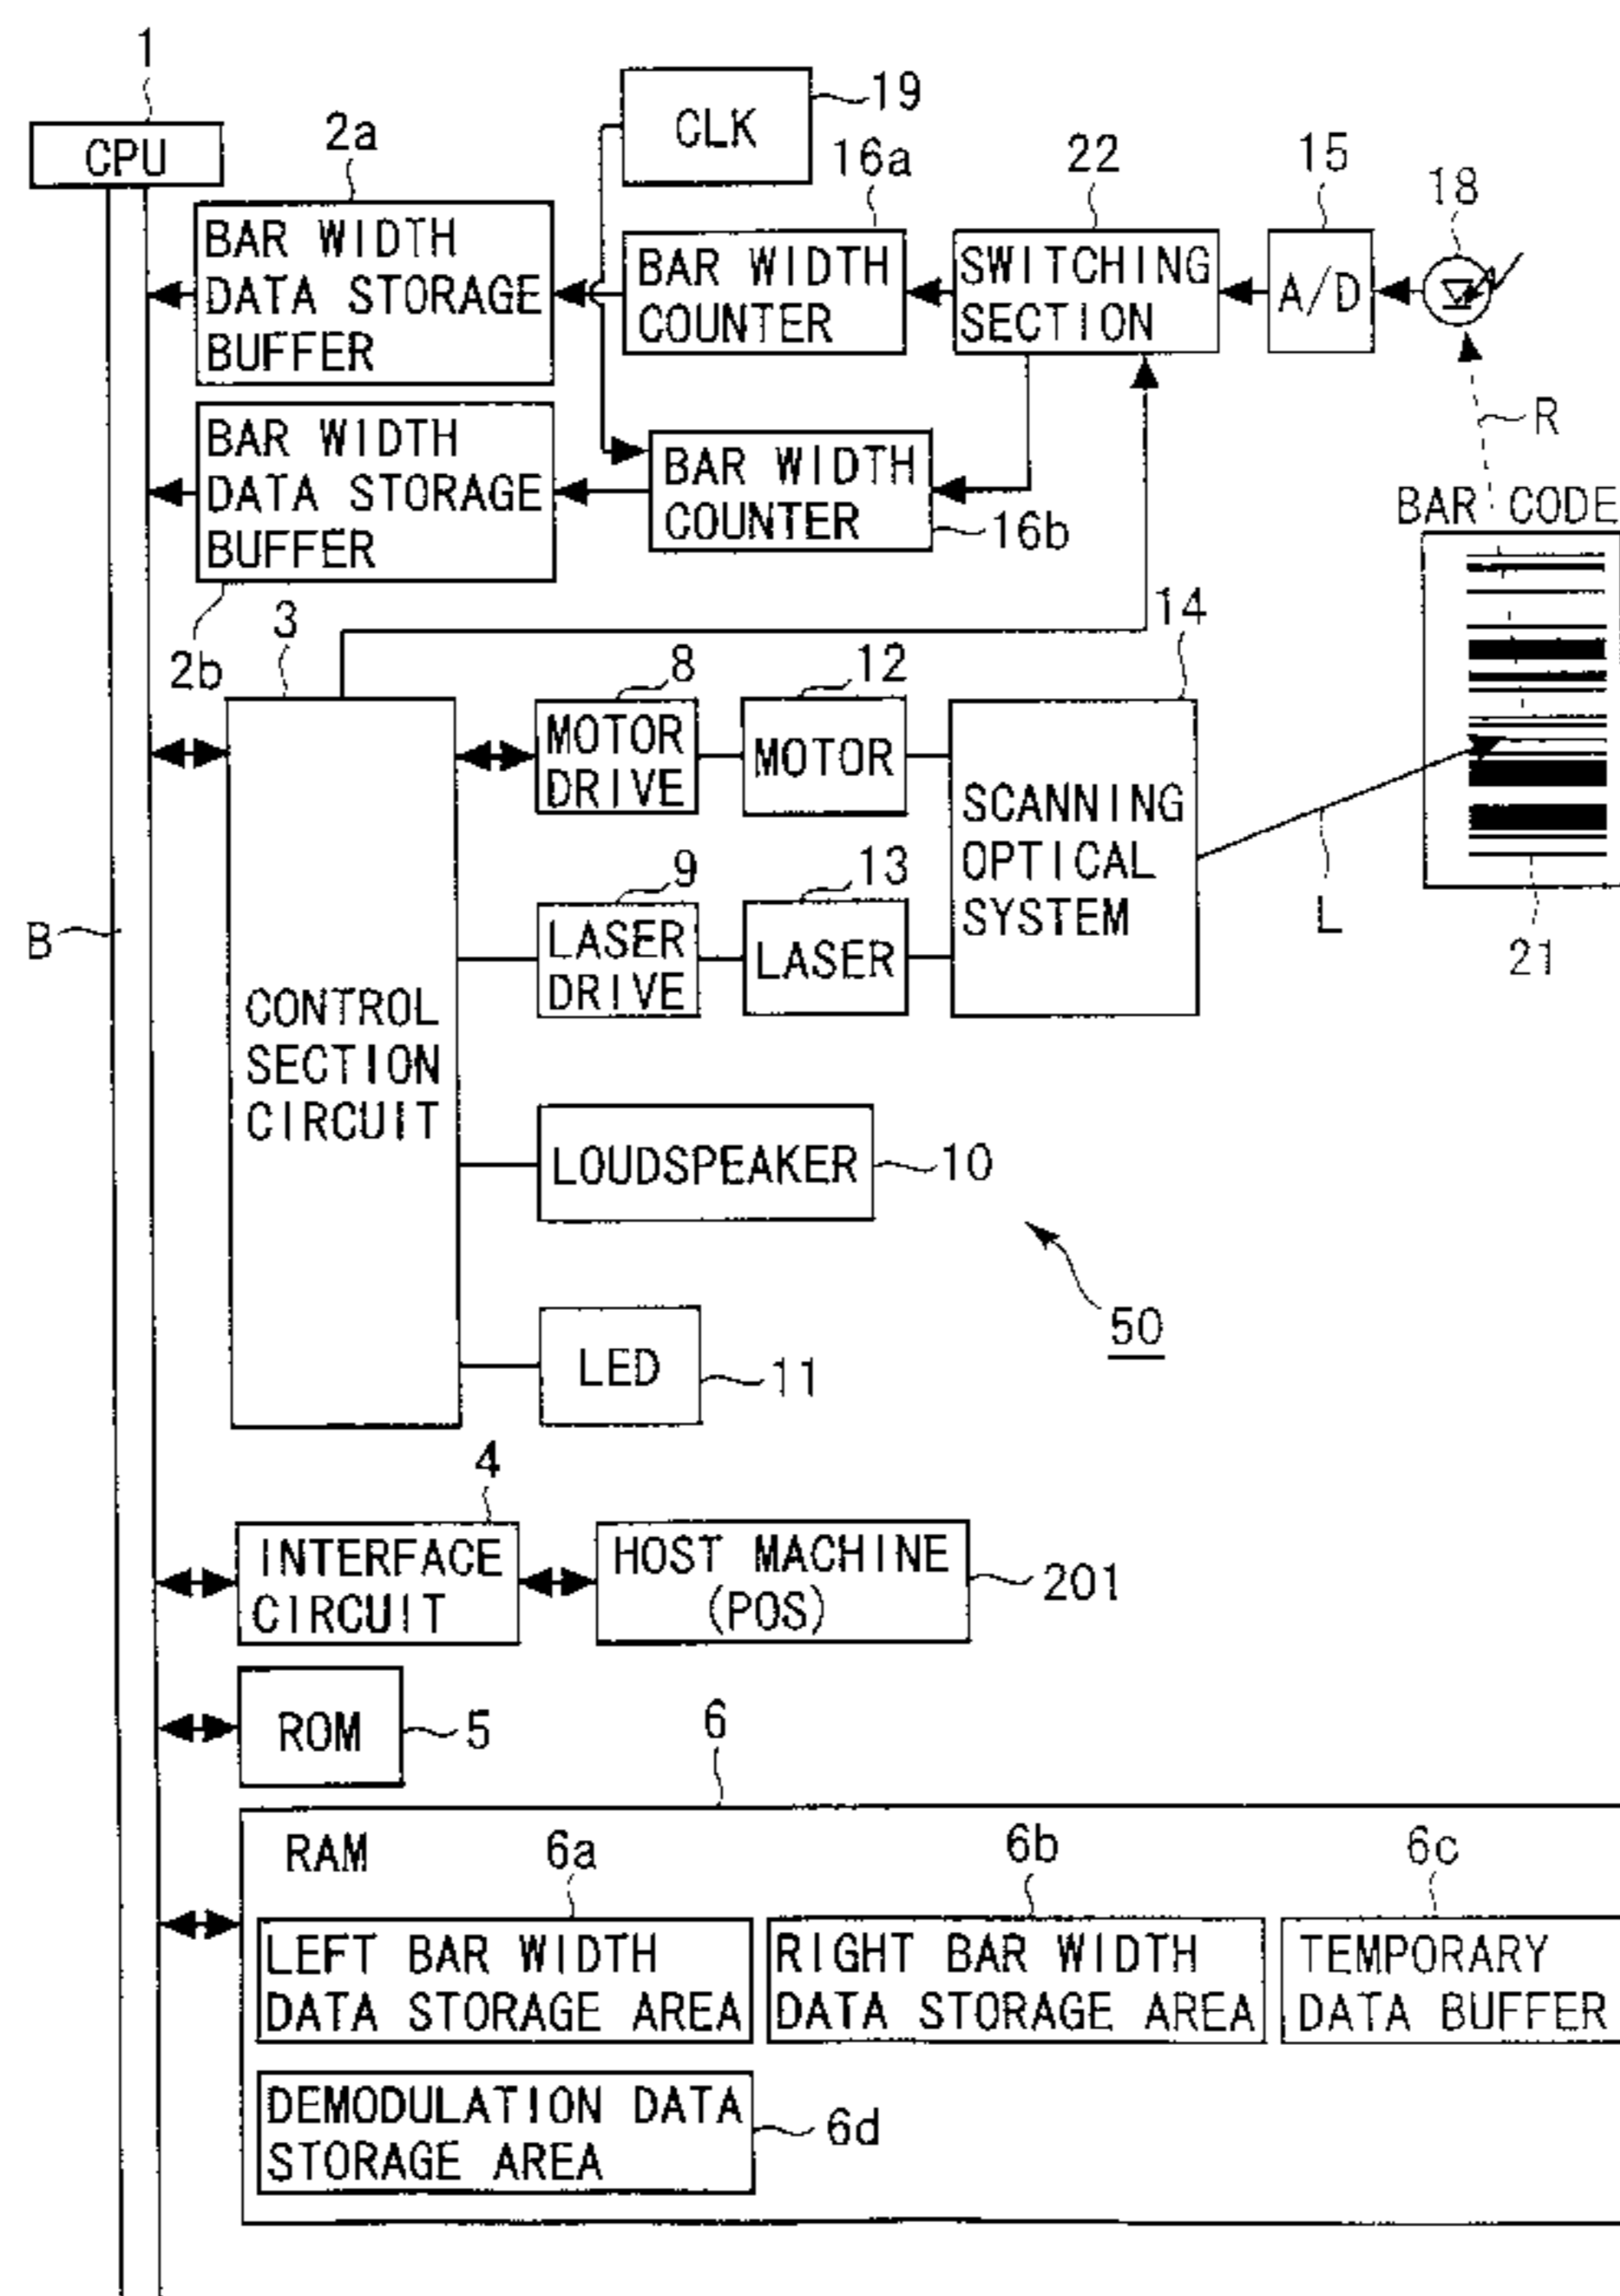 1
CPU
2a
BAR WIDTH
DATA STORAGE
BUFFER
CLK
19
16a
BAR WIDTH
COUNTER
22
SWITCHING
SECTION
15
A/D
18
R
BAR WIDTH
DATA STORAGE
BUFFER
2b
BAR WIDTH
COUNTER
16b
BAR CODE
21
L
3
CONTROL
SECTION
CIRCUIT
8
MOTOR
DRIVE
12
MOTOR
14
SCANNING
OPTICAL
SYSTEM
9
LASER
DRIVE
13
LASER
B
LOUDSPEAKER
10
50
LED
11
4
INTERFACE
CIRCUIT
HOST MACHINE
(POS)
201
ROM
5
6
RAM
6a
LEFT BAR WIDTH
DATA STORAGE AREA
6b
RIGHT BAR WIDTH
DATA STORAGE AREA
6c
TEMPORARY
DATA BUFFER
DEMODULATION DATA
STORAGE AREA
6d